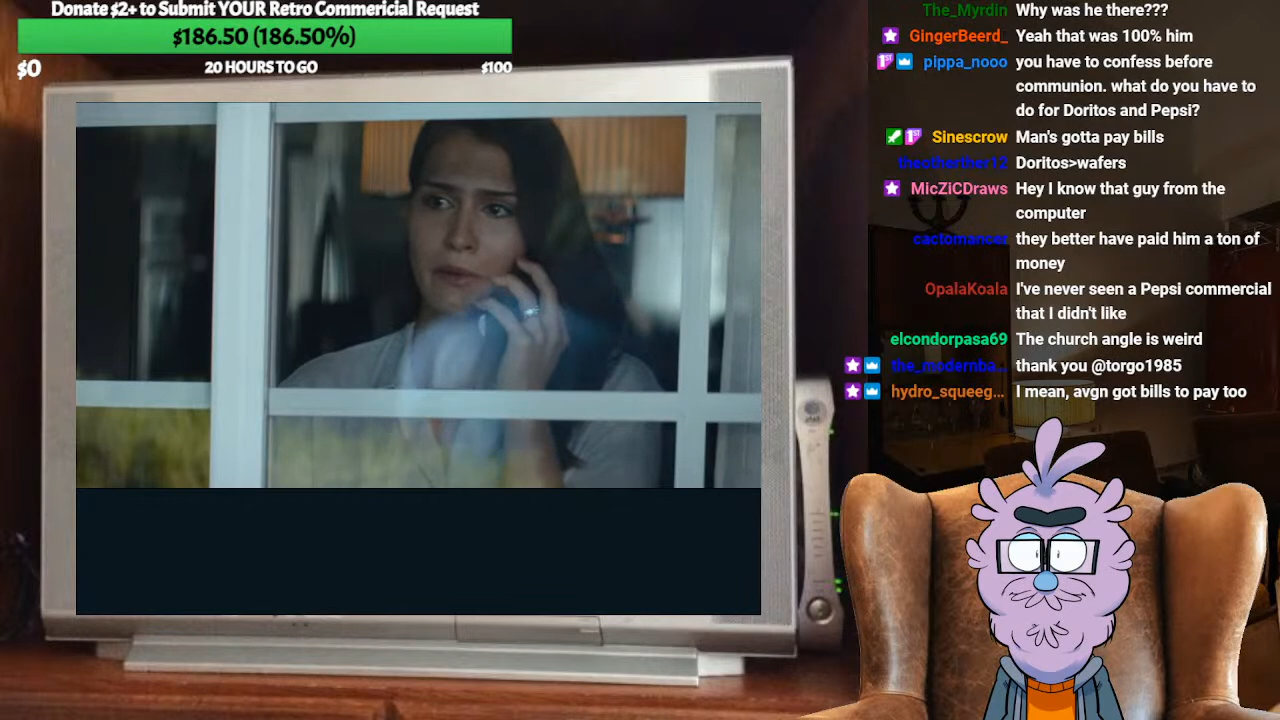 Donate $2+ to Submit YOUR Retro Commericial Request
$186.50 (186.50%)
$0
20 HOURS TO GO
$100
The_Myrdin Why was he there???
GingerBeerd_ Yeah that was 100% him
pippa_nooo you have to confess before
communion. what do you have to
do for Doritos and Pepsi?
Sinescrow Man's gotta pay bills
theotherther12 Doritos>wafers
MicZiCDraws Hey I know that guy from the
computer
cactomancer they better have paid him a ton of
money
OpalaKoala I've never seen a Pepsi commercial
that I didn't like
elcondorpasa69 The church angle is weird
the_modernba... thank you @torgo1985
hydro_squeeg... I mean, avgn got bills to pay too